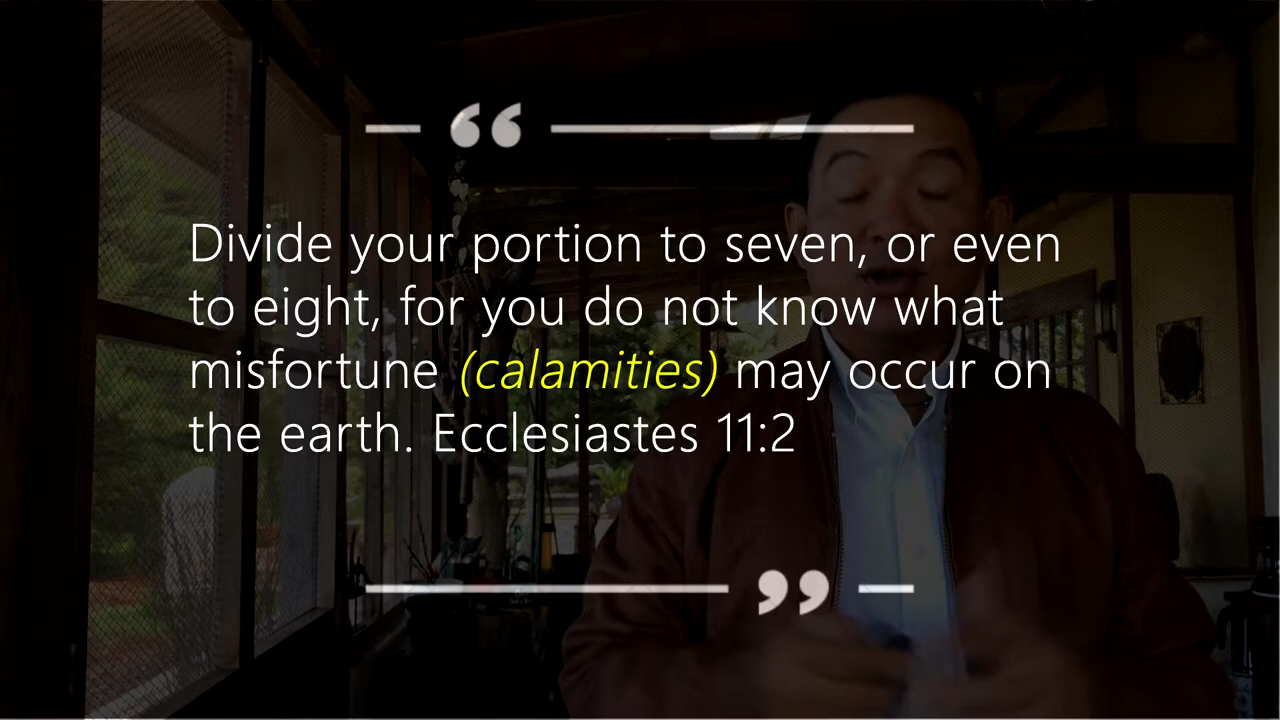 “
Divide your portion to seven, or even
to eight, for you do not know what
misfortune (calamities) may occur on
the earth. Ecclesiastes 11:2
”